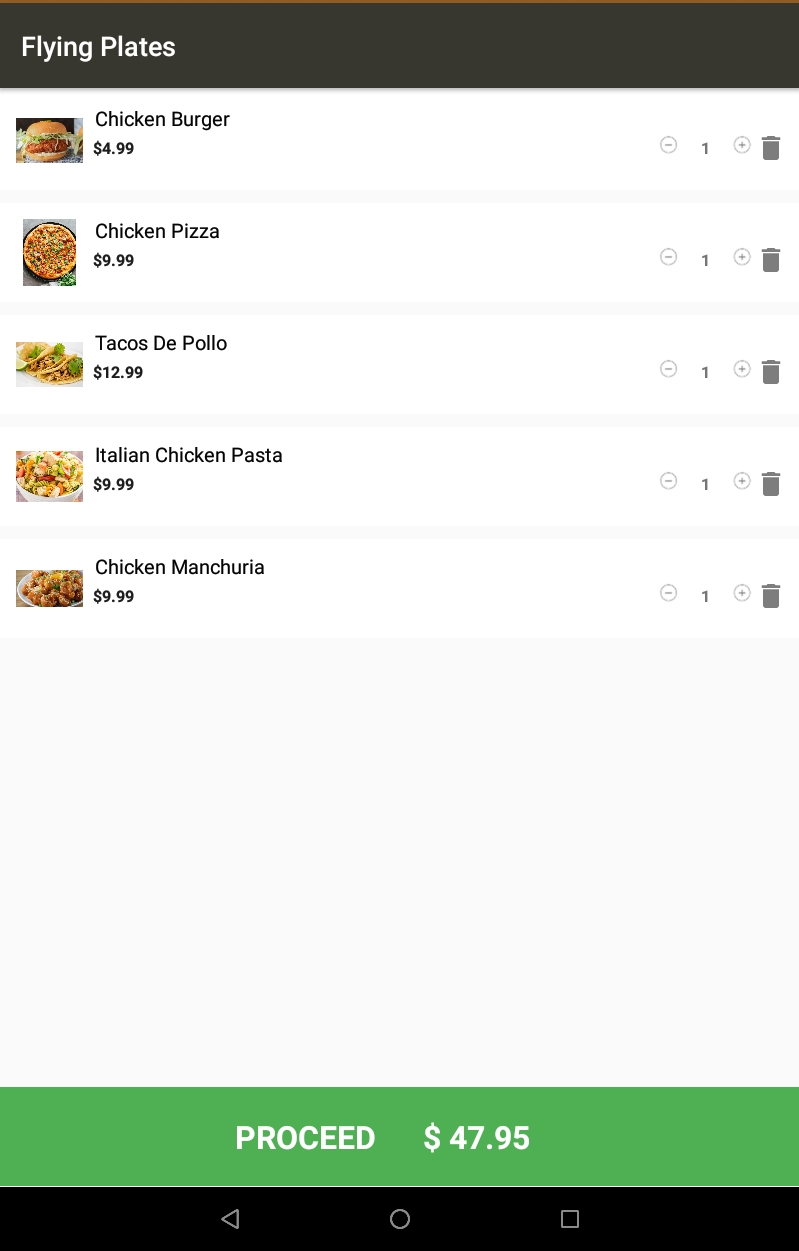 Flying Plates
Chicken Burger
$4.99
1
Chicken Pizza
$9.99
1
Tacos De Pollo
$12.99
1
Italian Chicken Pasta
$9.99
1
Chicken Manchuria
$9.99
1
PROCEED $ 47.95